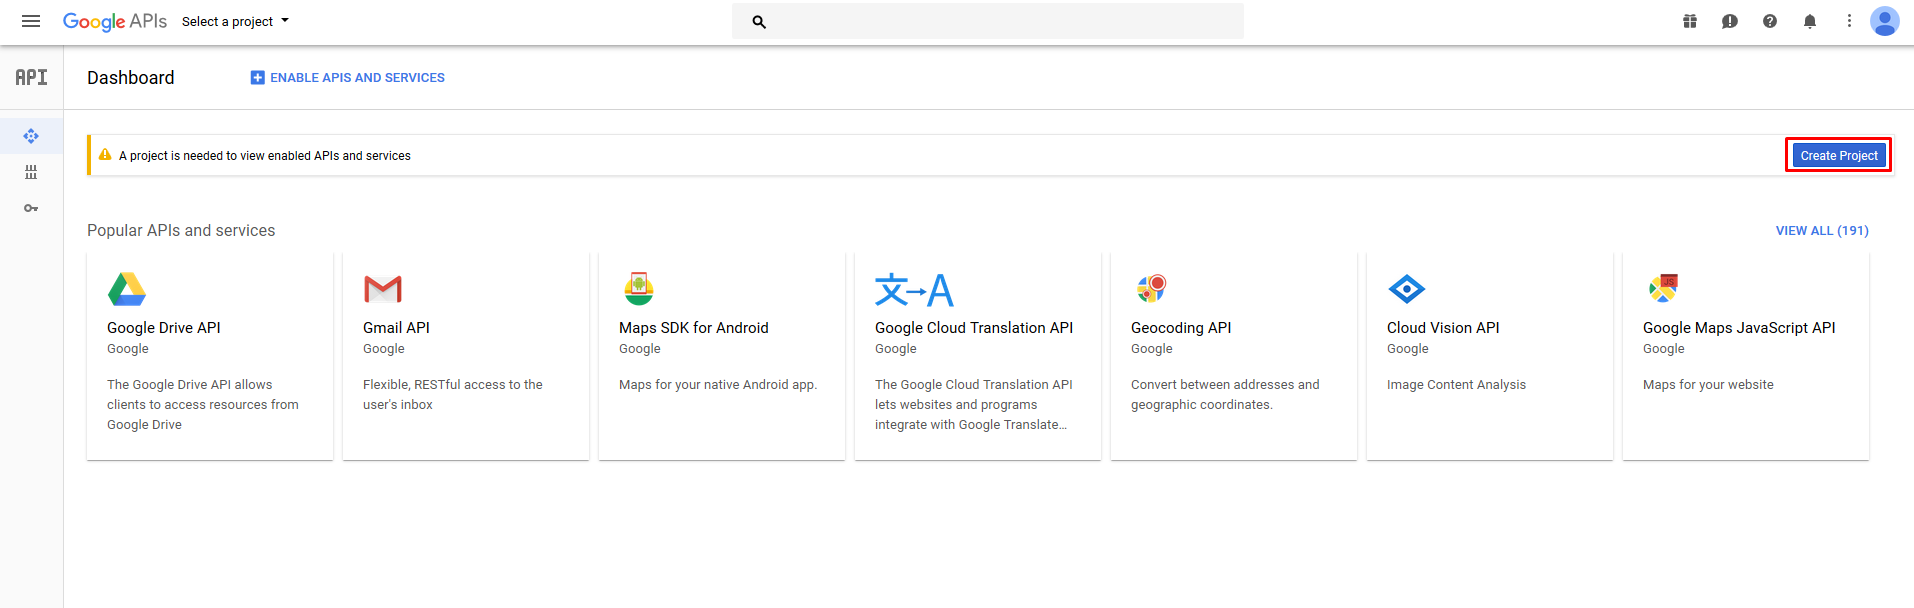 Google APIs Select a project
API Dashboard ENABLE APIS AND SERVICES
A project is needed to view enabled APIs and services Create Project
Popular APIs and services VIEW ALL (191)
文→A
JS
Google Drive API
Google
The Google Drive API allows
clients to access resources from
Google Drive
Gmail API
Google
Flexible, RESTful access to the
user's inbox
Maps SDK for Android
Google
Maps for your native Android app.
Google Cloud Translation API
Google
The Google Cloud Translation API
lets websites and programs
integrate with Google Translate…
Geocoding API
Google
Convert between addresses and
geographic coordinates.
Cloud Vision API
Google
Image Content Analysis
Google Maps JavaScript API
Google
Maps for your website